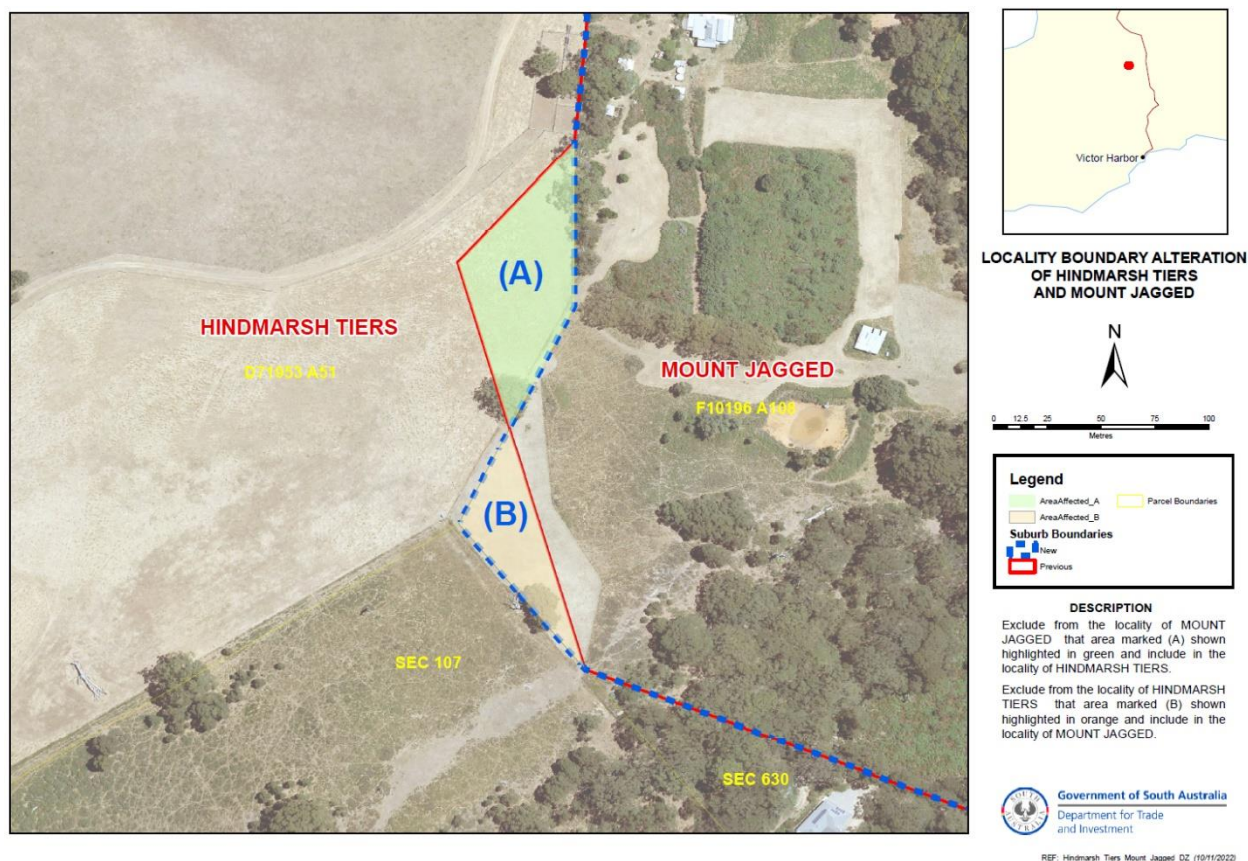 Victor Harbor
LOCALITY BOUNDARY ALTERATION
OF HINDMARSH TIERS
AND MOUNT JAGGED
N
0 12.5 25 50 75 100
Metres
Legend
AreaAffected_A
Parcel Boundaries
AreaAffected_B
Suburb Boundaries
New
Previous
DESCRIPTION
Exclude from the locality of MOUNT
JAGGED that area marked (A) shown
highlighted in green and include in the
locality of HINDMARSH TIERS.
Exclude from the locality of HINDMARSH
TIERS that area marked (B) shown
highlighted in orange and include in the
locality of MOUNT JAGGED.
SOUTH
AUSTRALIA
Government of South Australia
Department for Trade
and Investment
REF: Hindmarsh Tiers Mount Jagged DZ (10/11/2022)
(A)
HINDMARSH TIERS
D71953 A51
MOUNT JAGGED
F10196 A108
(B)
SEC 107
SEC 630